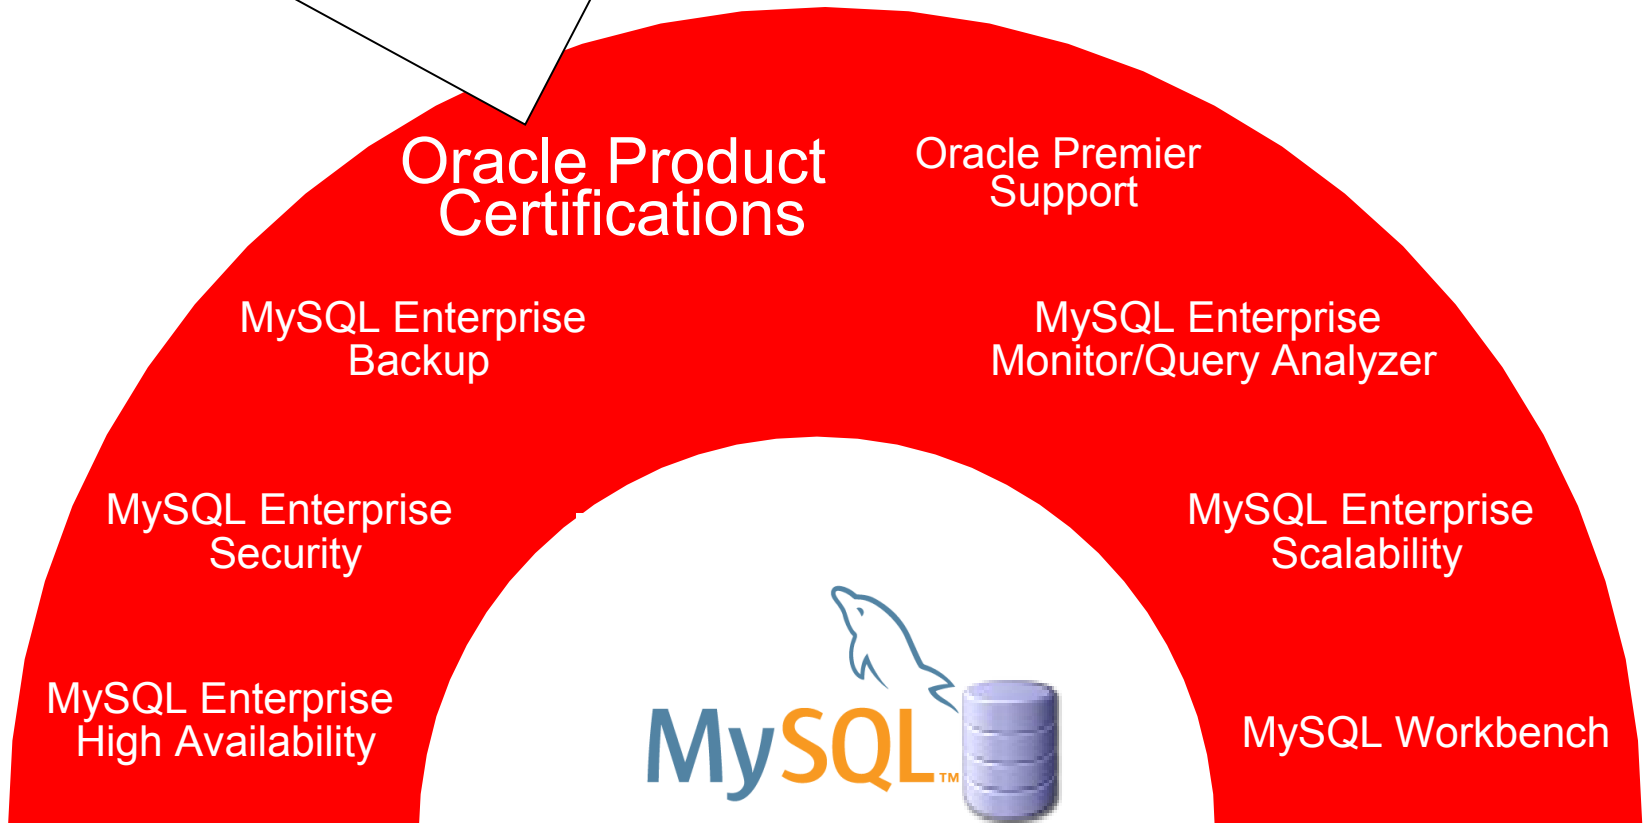 Oracle Product
Certifications
Oracle Premier
Support
MySQL Enterprise
Backup
MySQL Enterprise
Monitor/Query Analyzer
MySQL Enterprise
Security
MySQL Enterprise
Scalability
MySQL Enterprise
High Availability
MySQL Workbench
MySQL™